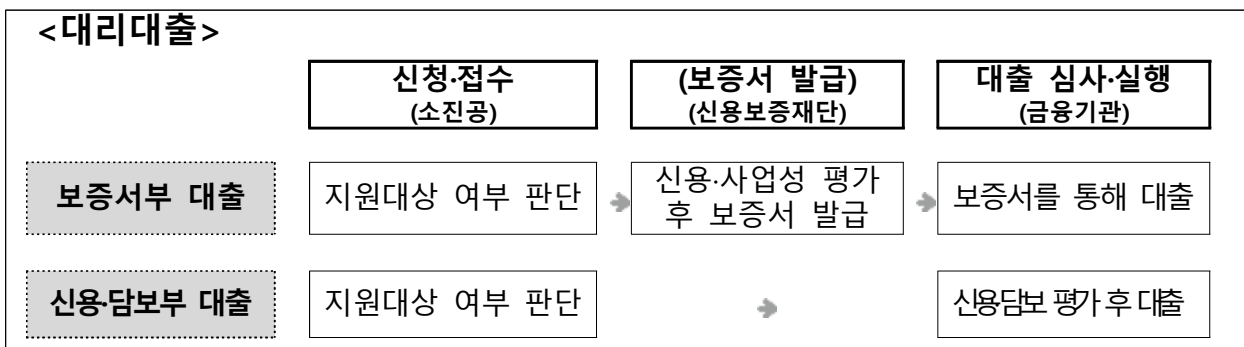 <대리대출>
신청·접수
(소진공)
(보증서 발급)
(신용보증재단)
대출 심사·실행
(금융기관)
보증서부 대출
지원대상 여부 판단
신용·사업성 평가
후 보증서 발급
보증서를 통해 대출
신용·담보부 대출
지원대상 여부 판단
신용·담보 평가 후 대출